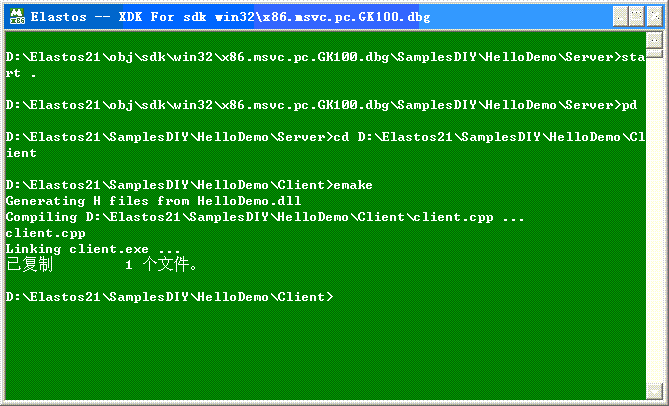 Elastos -- XDK For sdk win32\x86.msvc.pc.GK100.dbg
D:\Elastos21\obj\sdk\win32\x86.msvc.pc.GK100.dbg\SamplesDIY\HelloDemo\Server>sta
rt .
D:\Elastos21\obj\sdk\win32\x86.msvc.pc.GK100.dbg\SamplesDIY\HelloDemo\Server>pd
D:\Elastos21\SamplesDIY\HelloDemo\Server>cd D:\Elastos21\SamplesDIY\HelloDemo\Cl
ient
D:\Elastos21\SamplesDIY\HelloDemo\Client>emake
Generating H files from HelloDemo.dll
Compiling D:\Elastos21\SamplesDIY\HelloDemo\Client\client.cpp ...
client.cpp
Linking client.exe ...
已复制         1 个文件。
D:\Elastos21\SamplesDIY\HelloDemo\Client>